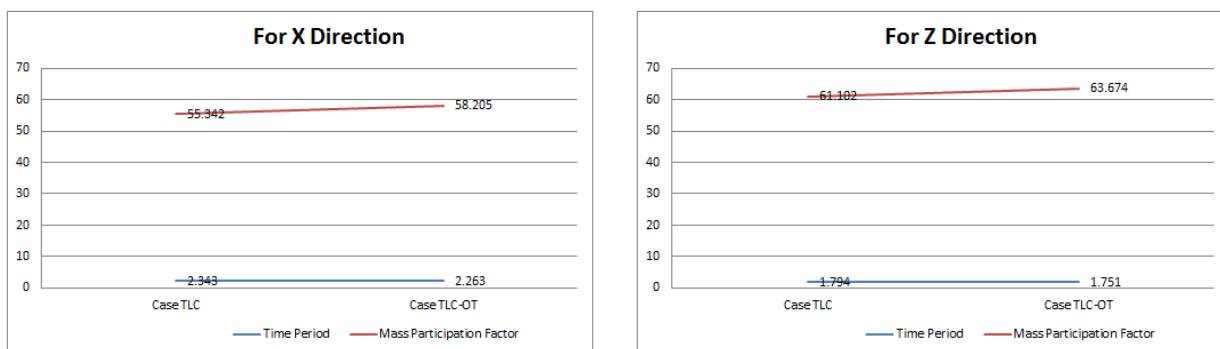 For X Direction
70
60
50
40
30
20
10
0
55.342
58.205
2.343
2.263
Case TLC
Case TLC-OT
Time Period
Mass Participation Factor
For Z Direction
70
60
50
40
30
20
10
0
61.102
63.674
1.794
1.751
Case TLC
Case TLC-OT
Time Period
Mass Participation Factor